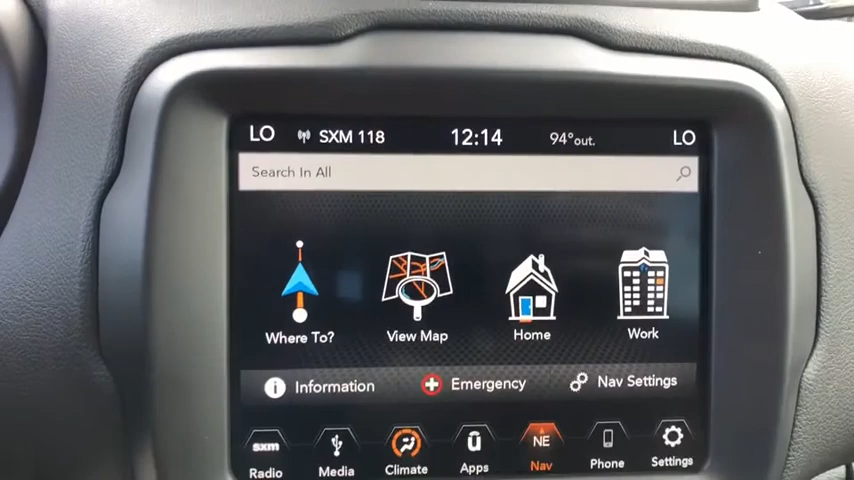 LO SXM 118 12:14 94°out. LO
Search In All
Where To? View Map Home Work
Information Emergency Nav Settings
sxm NE
Radio Media Climate Apps Nav Phone Settings